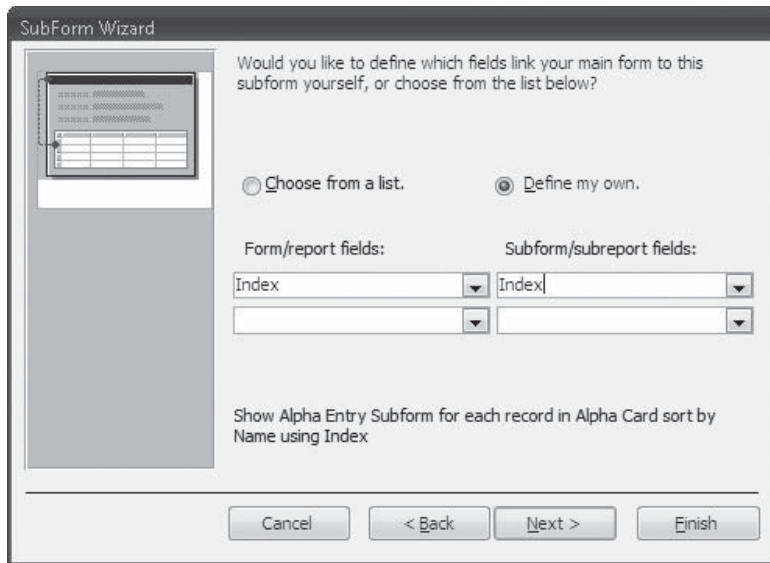 SubForm Wizard
Would you like to define which fields link your main form to this
subform yourself, or choose from the list below?
Choose from a list.
Define my own.
Form/report fields:
Subform/subreport fields:
Index
Index
Show Alpha Entry Subform for each record in Alpha Card sort by
Name using Index
Cancel
< Back
Next >
Finish